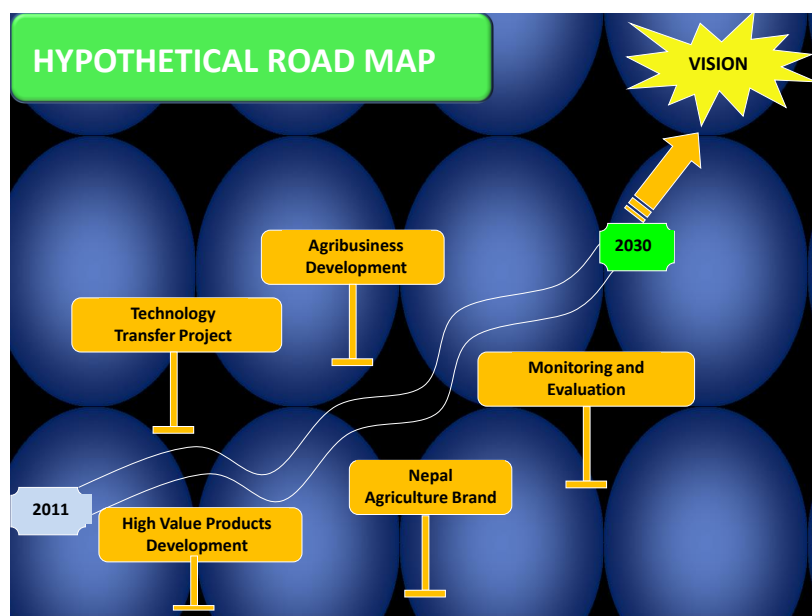 HYPOTHETICAL ROAD MAP
VISION
2030
Agribusiness
Development
Technology
Transfer Project
Monitoring and
Evaluation
Nepal
Agriculture Brand
2011
High Value Products
Development